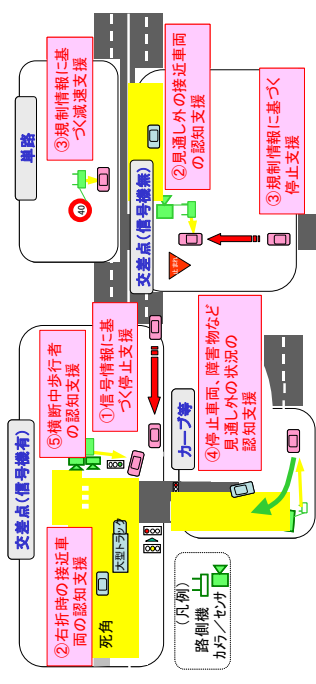 交差点(信号機有)
②右折時の接近車
両の認知支援
⑤横断中歩行者
の認知支援
①信号情報に基
づく停止支援
大型トラック
死角
単路
③規制情報に基
づく減速支援
40
交差点(信号機無)
②見通し外の接近車両
の認知支援
③規制情報に基づく
停止支援
止まれ
カーブ等
④停止車両、障害物など
見通し外の状況の
認知支援
(凡例)
路側機
カメラ/センサ